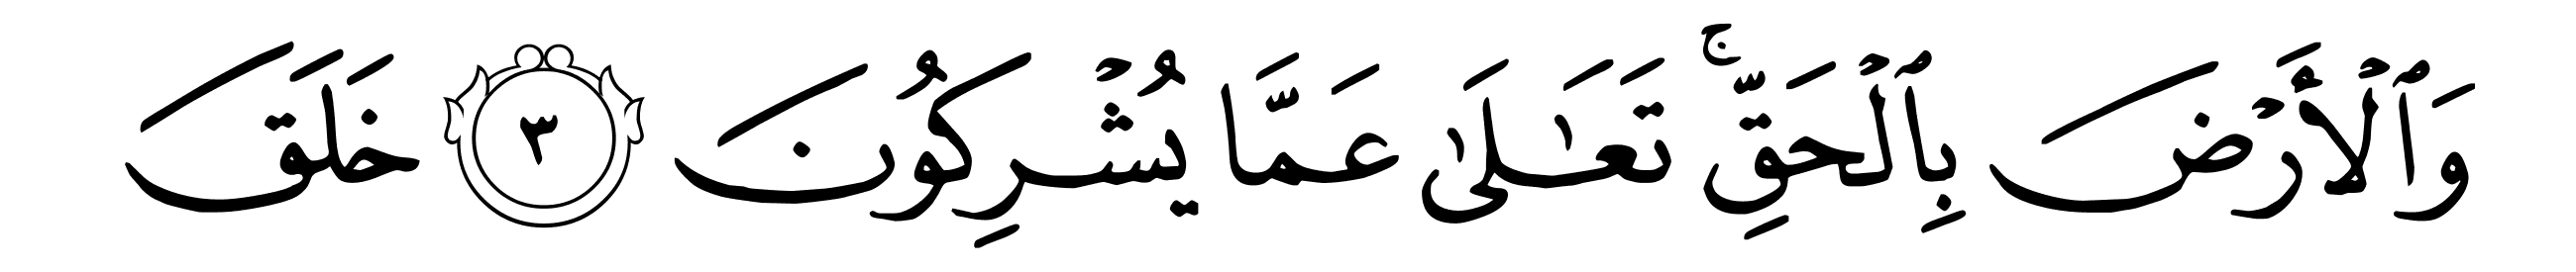 وَٱلْأَرْضَ بِٱلْحَقِّ ۚ تَعَٰلَىٰ عَمَّا يُشْرِكُونَ ٣ خَلَقَ